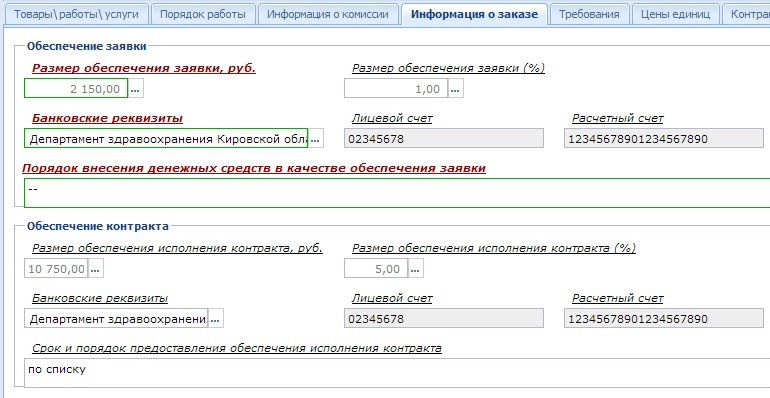 Товары\ работы\ услуги Порядок работы Информация о комиссии Информация о заказе Требования Цены единиц Контра
Обеспечение заявки
Размер обеспечения заявки, руб. Размер обеспечения заявки (%)
2 150,00 ... 1,00 ...
Банковские реквизиты Лицевой счет Расчетный счет
Департамент здравоохранения Кировской обла ... 02345678 12345678901234567890
Порядок внесения денежных средств в качестве обеспечения заявки
--
Обеспечение контракта
Размер обеспечения исполнения контракта, руб. Размер обеспечения исполнения контракта (%)
10 750,00 ... 5,00 ...
Банковские реквизиты Лицевой счет Расчетный счет
Департамент здравоохранени ... 02345678 12345678901234567890
Срок и порядок предоставления обеспечения исполнения контракта
по списку